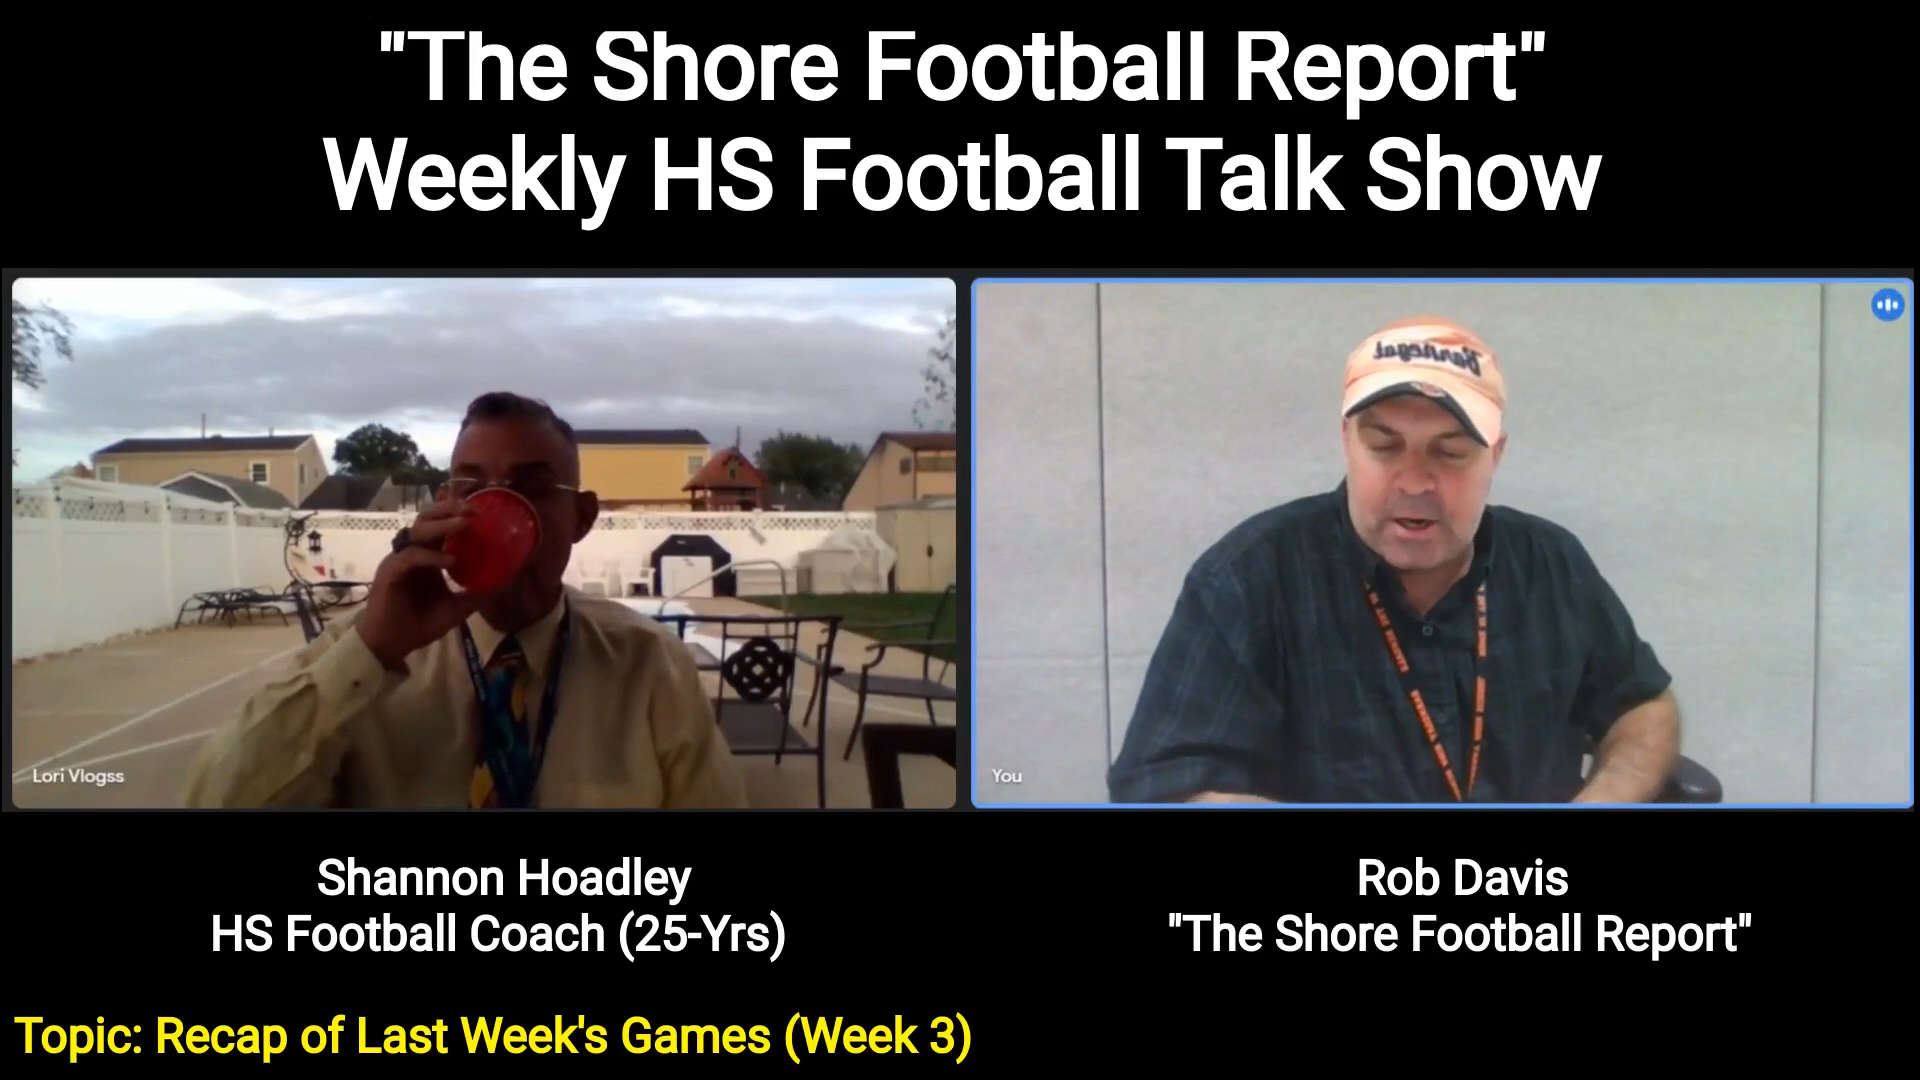 "The Shore Football Report"
Weekly HS Football Talk Show
Barnegat
Lori Vlogss
You
Shannon Hoadley
HS Football Coach (25-Yrs)
Rob Davis
"The Shore Football Report"
Topic: Recap of Last Week's Games (Week 3)